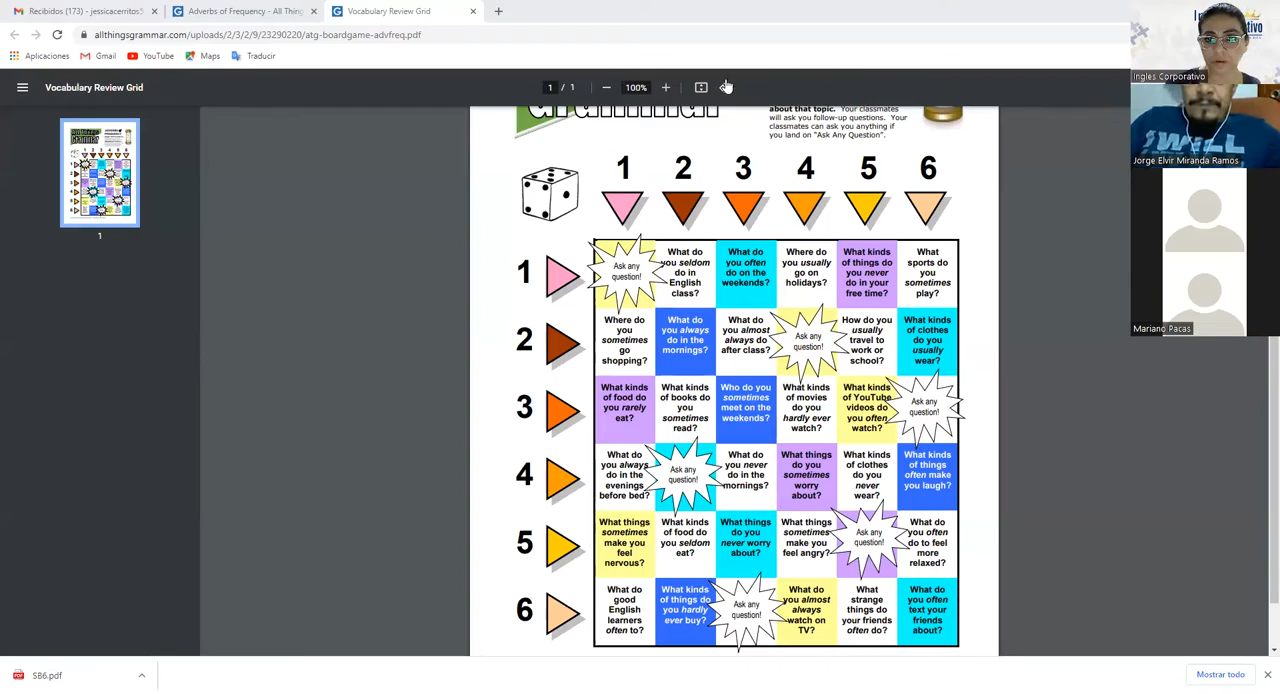 Recibidos (173) - jessicacerritos5
Adverbs of Frequency - All Thing
Vocabulary Review Grid
allthingsgrammar.com/uploads/2/3/2/9/23290220/atg-boardgame-advfreq.pdf
Aplicaciones
Gmail
YouTube
Maps
Traducir
Vocabulary Review Grid
1 / 1
100%
1
about that topic. Your classmates
will ask you follow-up questions. Your
classmates can ask you anything if
you land on "Ask Any Question".
1 2 3 4 5 6
1
Ask any
question!
What do
you seldom
do in
English
class?
What do
you often
do on the
weekends?
Where do
you usually
go on
holidays?
What kinds
of things do
you never
do in your
free time?
What
sports do
you
sometimes
play?
2
Where do
you
sometimes
go
shopping?
What do
you always
do in the
mornings?
What do
you almost
always do
after class?
Ask any
question!
How do you
usually
travel to
work or
school?
What kinds
of clothes
do you
usually
wear?
3
What kinds
of food do
you rarely
eat?
What kinds
of books do
you
sometimes
read?
Who do you
sometimes
meet on the
weekends?
What kinds
of movies
do you
hardly ever
watch?
What kinds
of YouTube
videos do
you often
watch?
Ask any
question!
4
What do
you always
do in the
evenings
before bed?
Ask any
question!
What do
you never
do in the
mornings?
What things
do you
sometimes
worry
about?
What kinds
of clothes
do you
never
wear?
What kinds
of things
often make
you laugh?
5
What things
sometimes
make you
feel
nervous?
What kinds
of food do
you seldom
eat?
What things
do you
never worry
about?
What things
sometimes
make you
feel angry?
Ask any
question!
What do
you often
do to feel
more
relaxed?
6
What do
good
English
learners
often to?
What kinds
of things do
you hardly
ever buy?
Ask any
question!
What do
you almost
always
watch on
TV?
What
strange
things do
your friends
often do?
What do
you often
text your
friends
about?
Ingles Corporativo
Jorge Elvir Miranda Ramos
Mariano Pacas
SB6.pdf
Mostrar todo